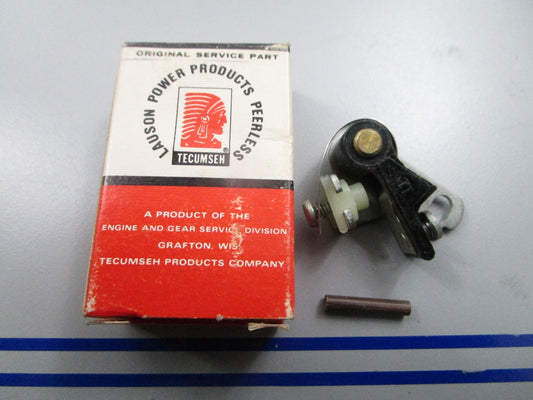 ORIGINAL SERVICE PART
LAUSON POWER PRODUCTS PEERLESS
TECUMSEH®
A PRODUCT OF THE
ENGINE AND GEAR SERVICE DIVISION
GRAFTON, WIS.
TECUMSEH PRODUCTS COMPANY